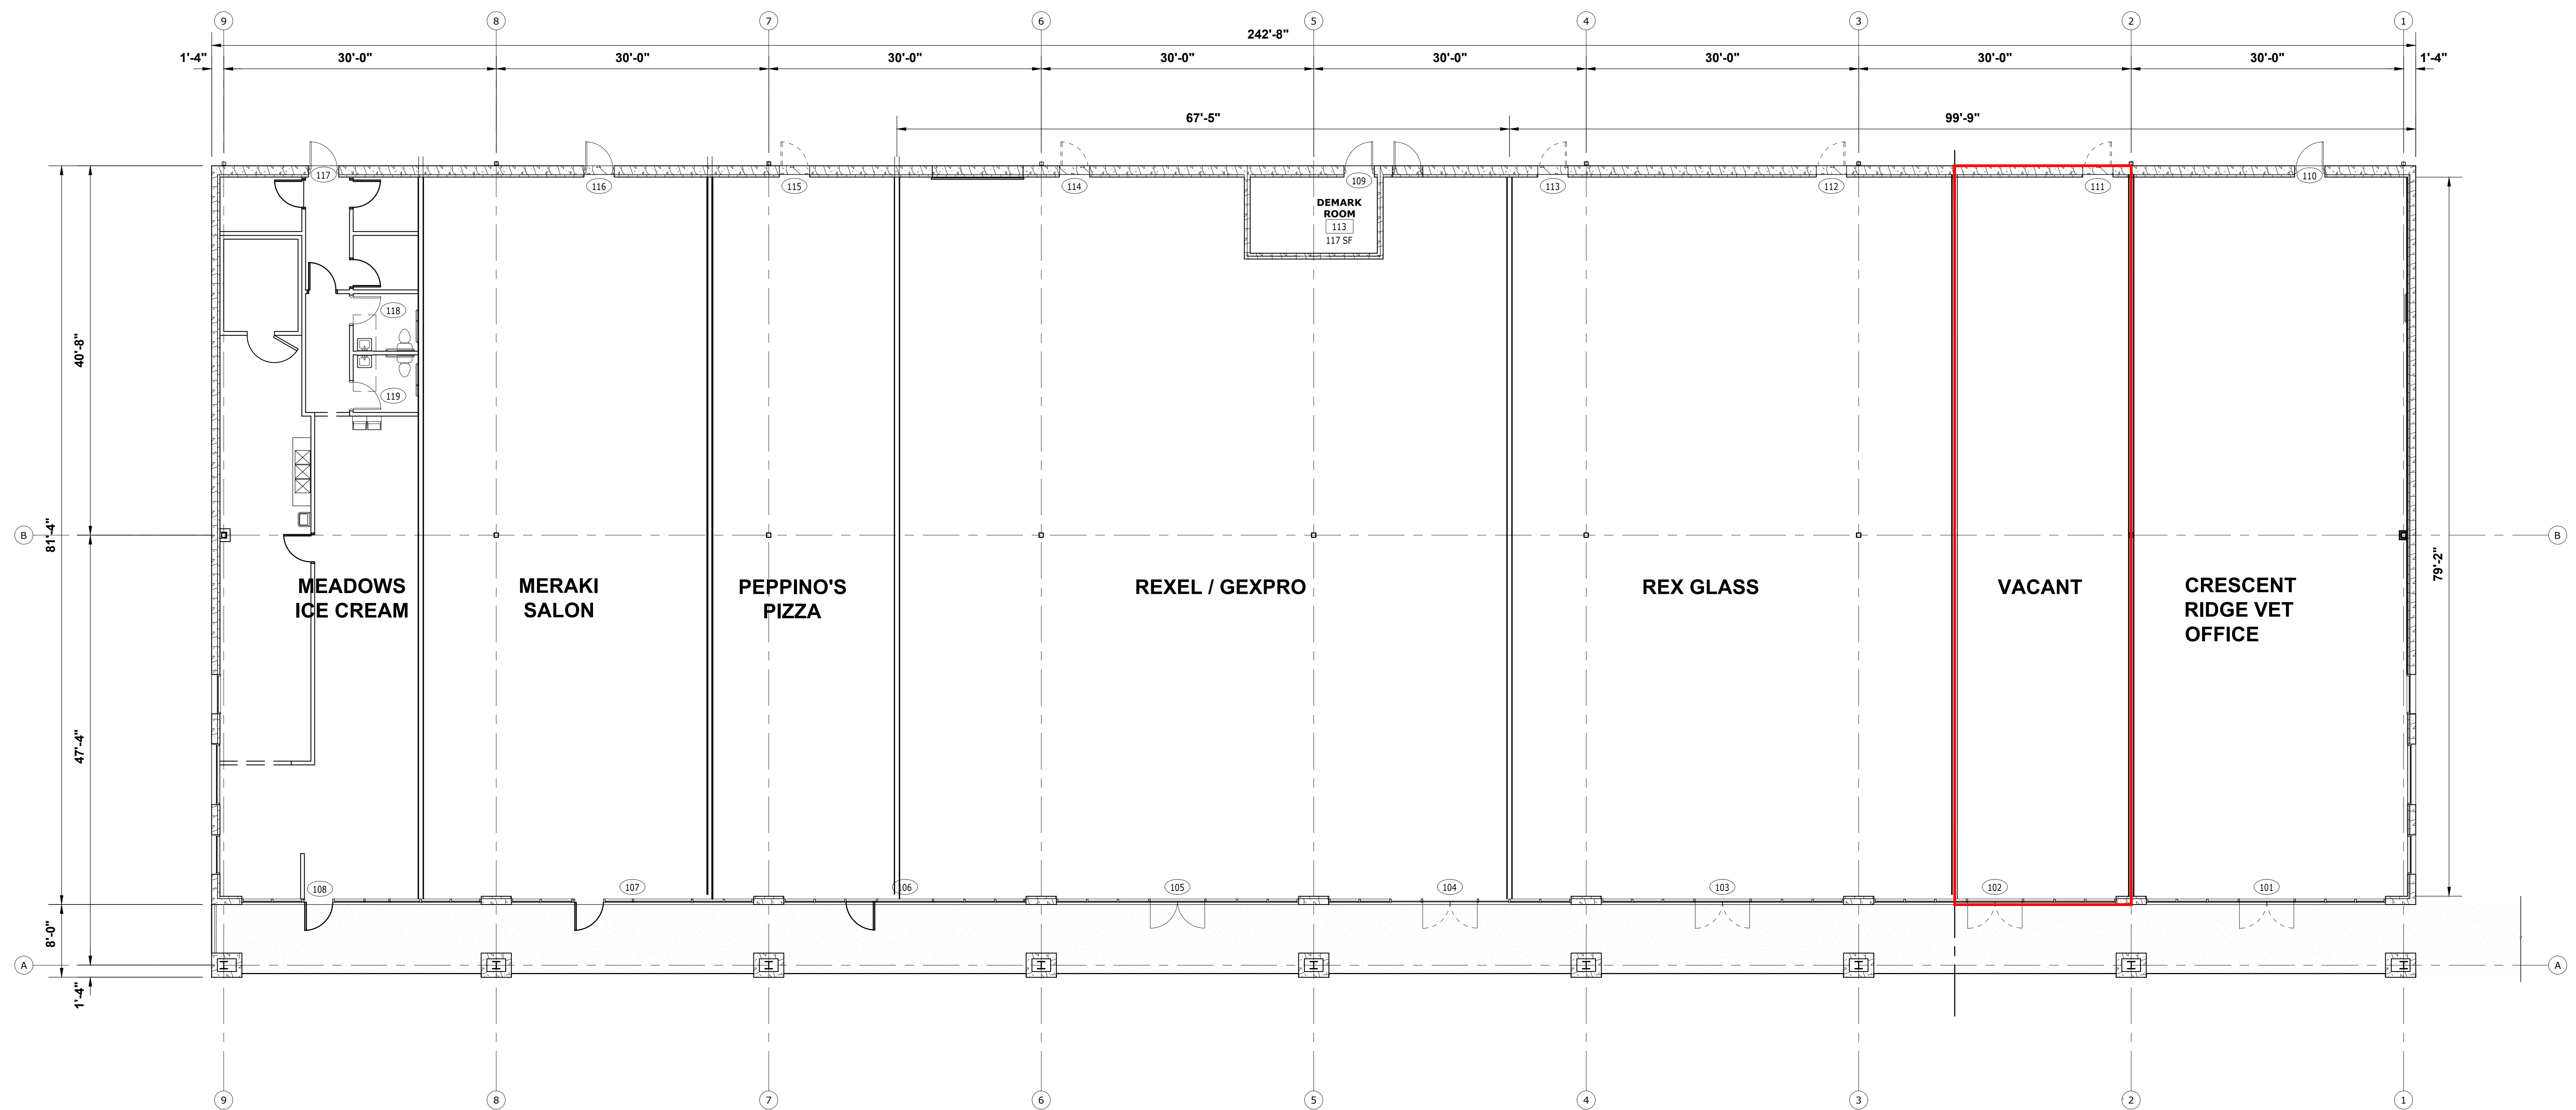 9 8 7 6 5 4 3 2 1
242'-8"
1'-4" 30'-0" 30'-0" 30'-0" 30'-0" 30'-0" 30'-0" 30'-0" 30'-0" 1'-4"
67'-5" 99'-9"
117 116 115 114 109 113 112 111 110
DEMARK
ROOM
113
117 SF
118
40'-8"
119
B 81'-4" B
79'-2"
MEADOWS
ICE CREAM
MERAKI
SALON
PEPPINO'S
PIZZA
REXEL / GEXPRO
REX GLASS
VACANT
CRESCENT
RIDGE VET
OFFICE
47'-4"
108 107 106 105 104 103 102 101
8'-0"
A A
1'-4"
9 8 7 6 5 4 3 2 1